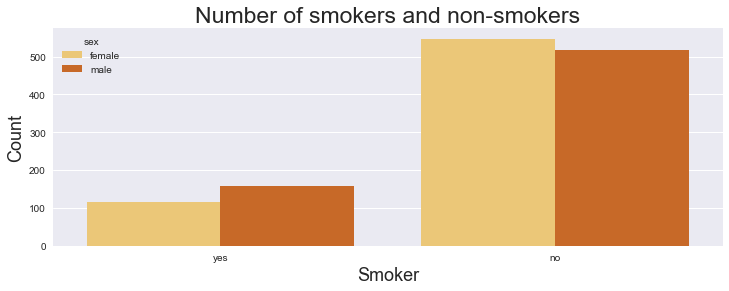 Number of smokers and non-smokers
sex
female
male
500
400
300
200
100
0
Count
yes
no
Smoker